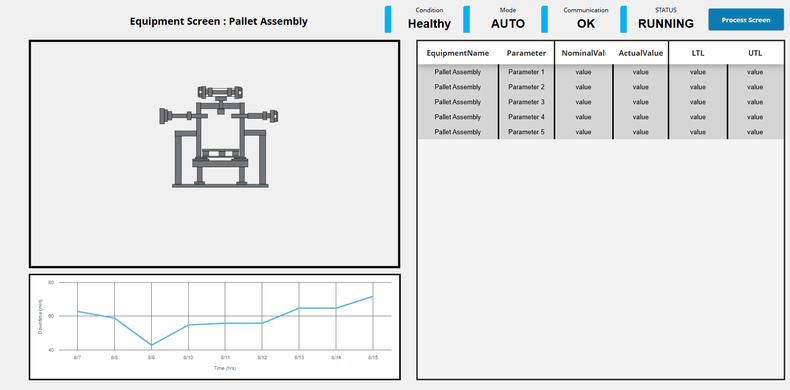 Equipment Screen : Pallet Assembly
Condition
Healthy
Mode
AUTO
Communication
OK
STATUS
RUNNING
Process Screen
EquipmentName Parameter NominalVal ActualValue LTL UTL
Pallet Assembly Parameter 1 value value value value
Pallet Assembly Parameter 2 value value value value
Pallet Assembly Parameter 3 value value value value
Pallet Assembly Parameter 4 value value value value
Pallet Assembly Parameter 5 value value value value
80
60
40
Downtime (min)
8/7 8/8 8/9 8/10 8/11 8/12 8/13 8/14 8/15
Time (hrs)